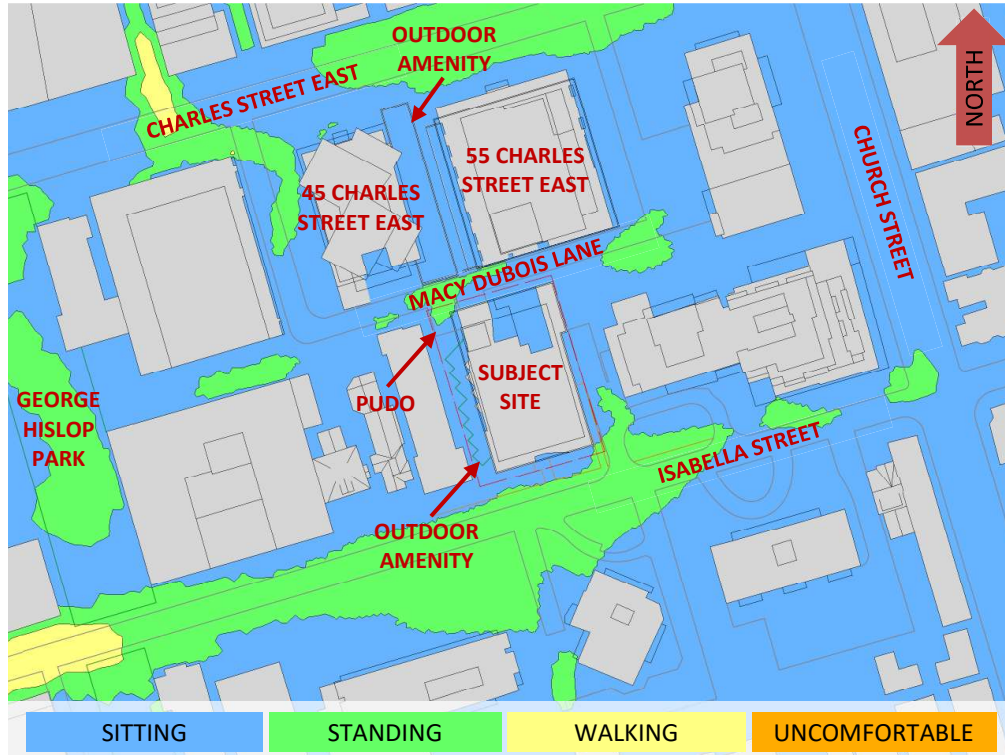 OUTDOOR
AMENITY
NORTH
CHARLES STREET EAST
55 CHARLES
STREET EAST
45 CHARLES
STREET EAST
CHURCH STREET
MACY DUBOIS LANE
SUBJECT
SITE
PUDO
GEORGE
HISLOP
PARK
ISABELLA STREET
OUTDOOR
AMENITY
SITTING
STANDING
WALKING
UNCOMFORTABLE